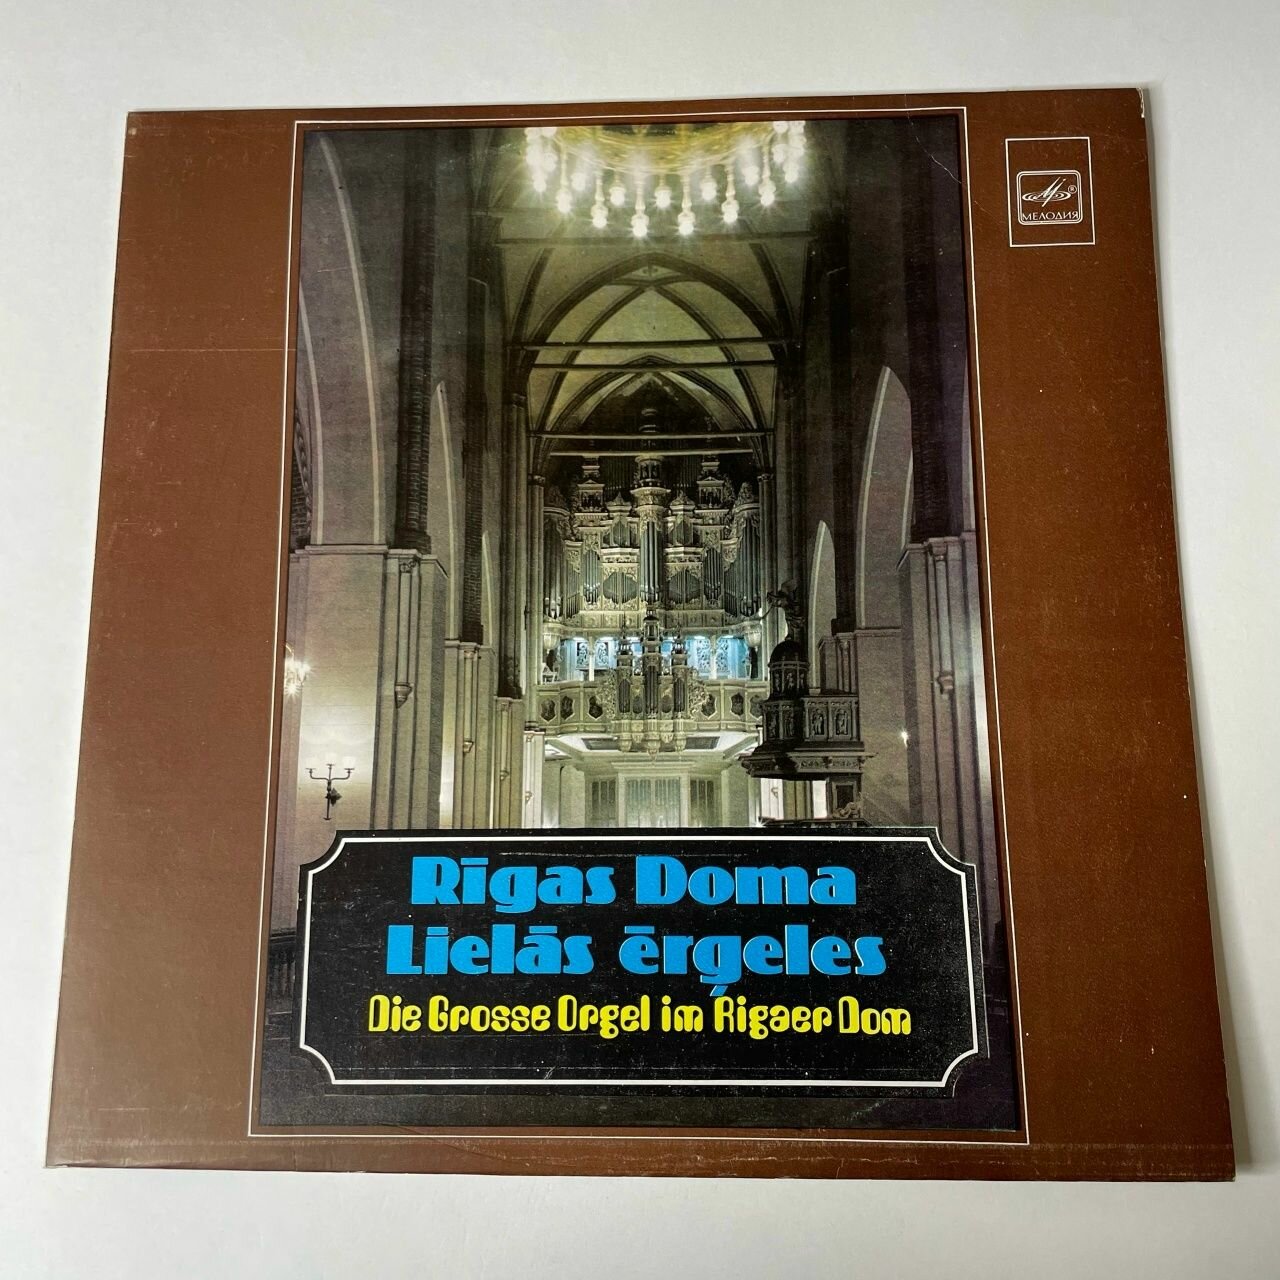 МЕЛОДИЯ
Rīgas Doma
Lielās ērģeles
Die Grosse Orgel im Rigaer Dom